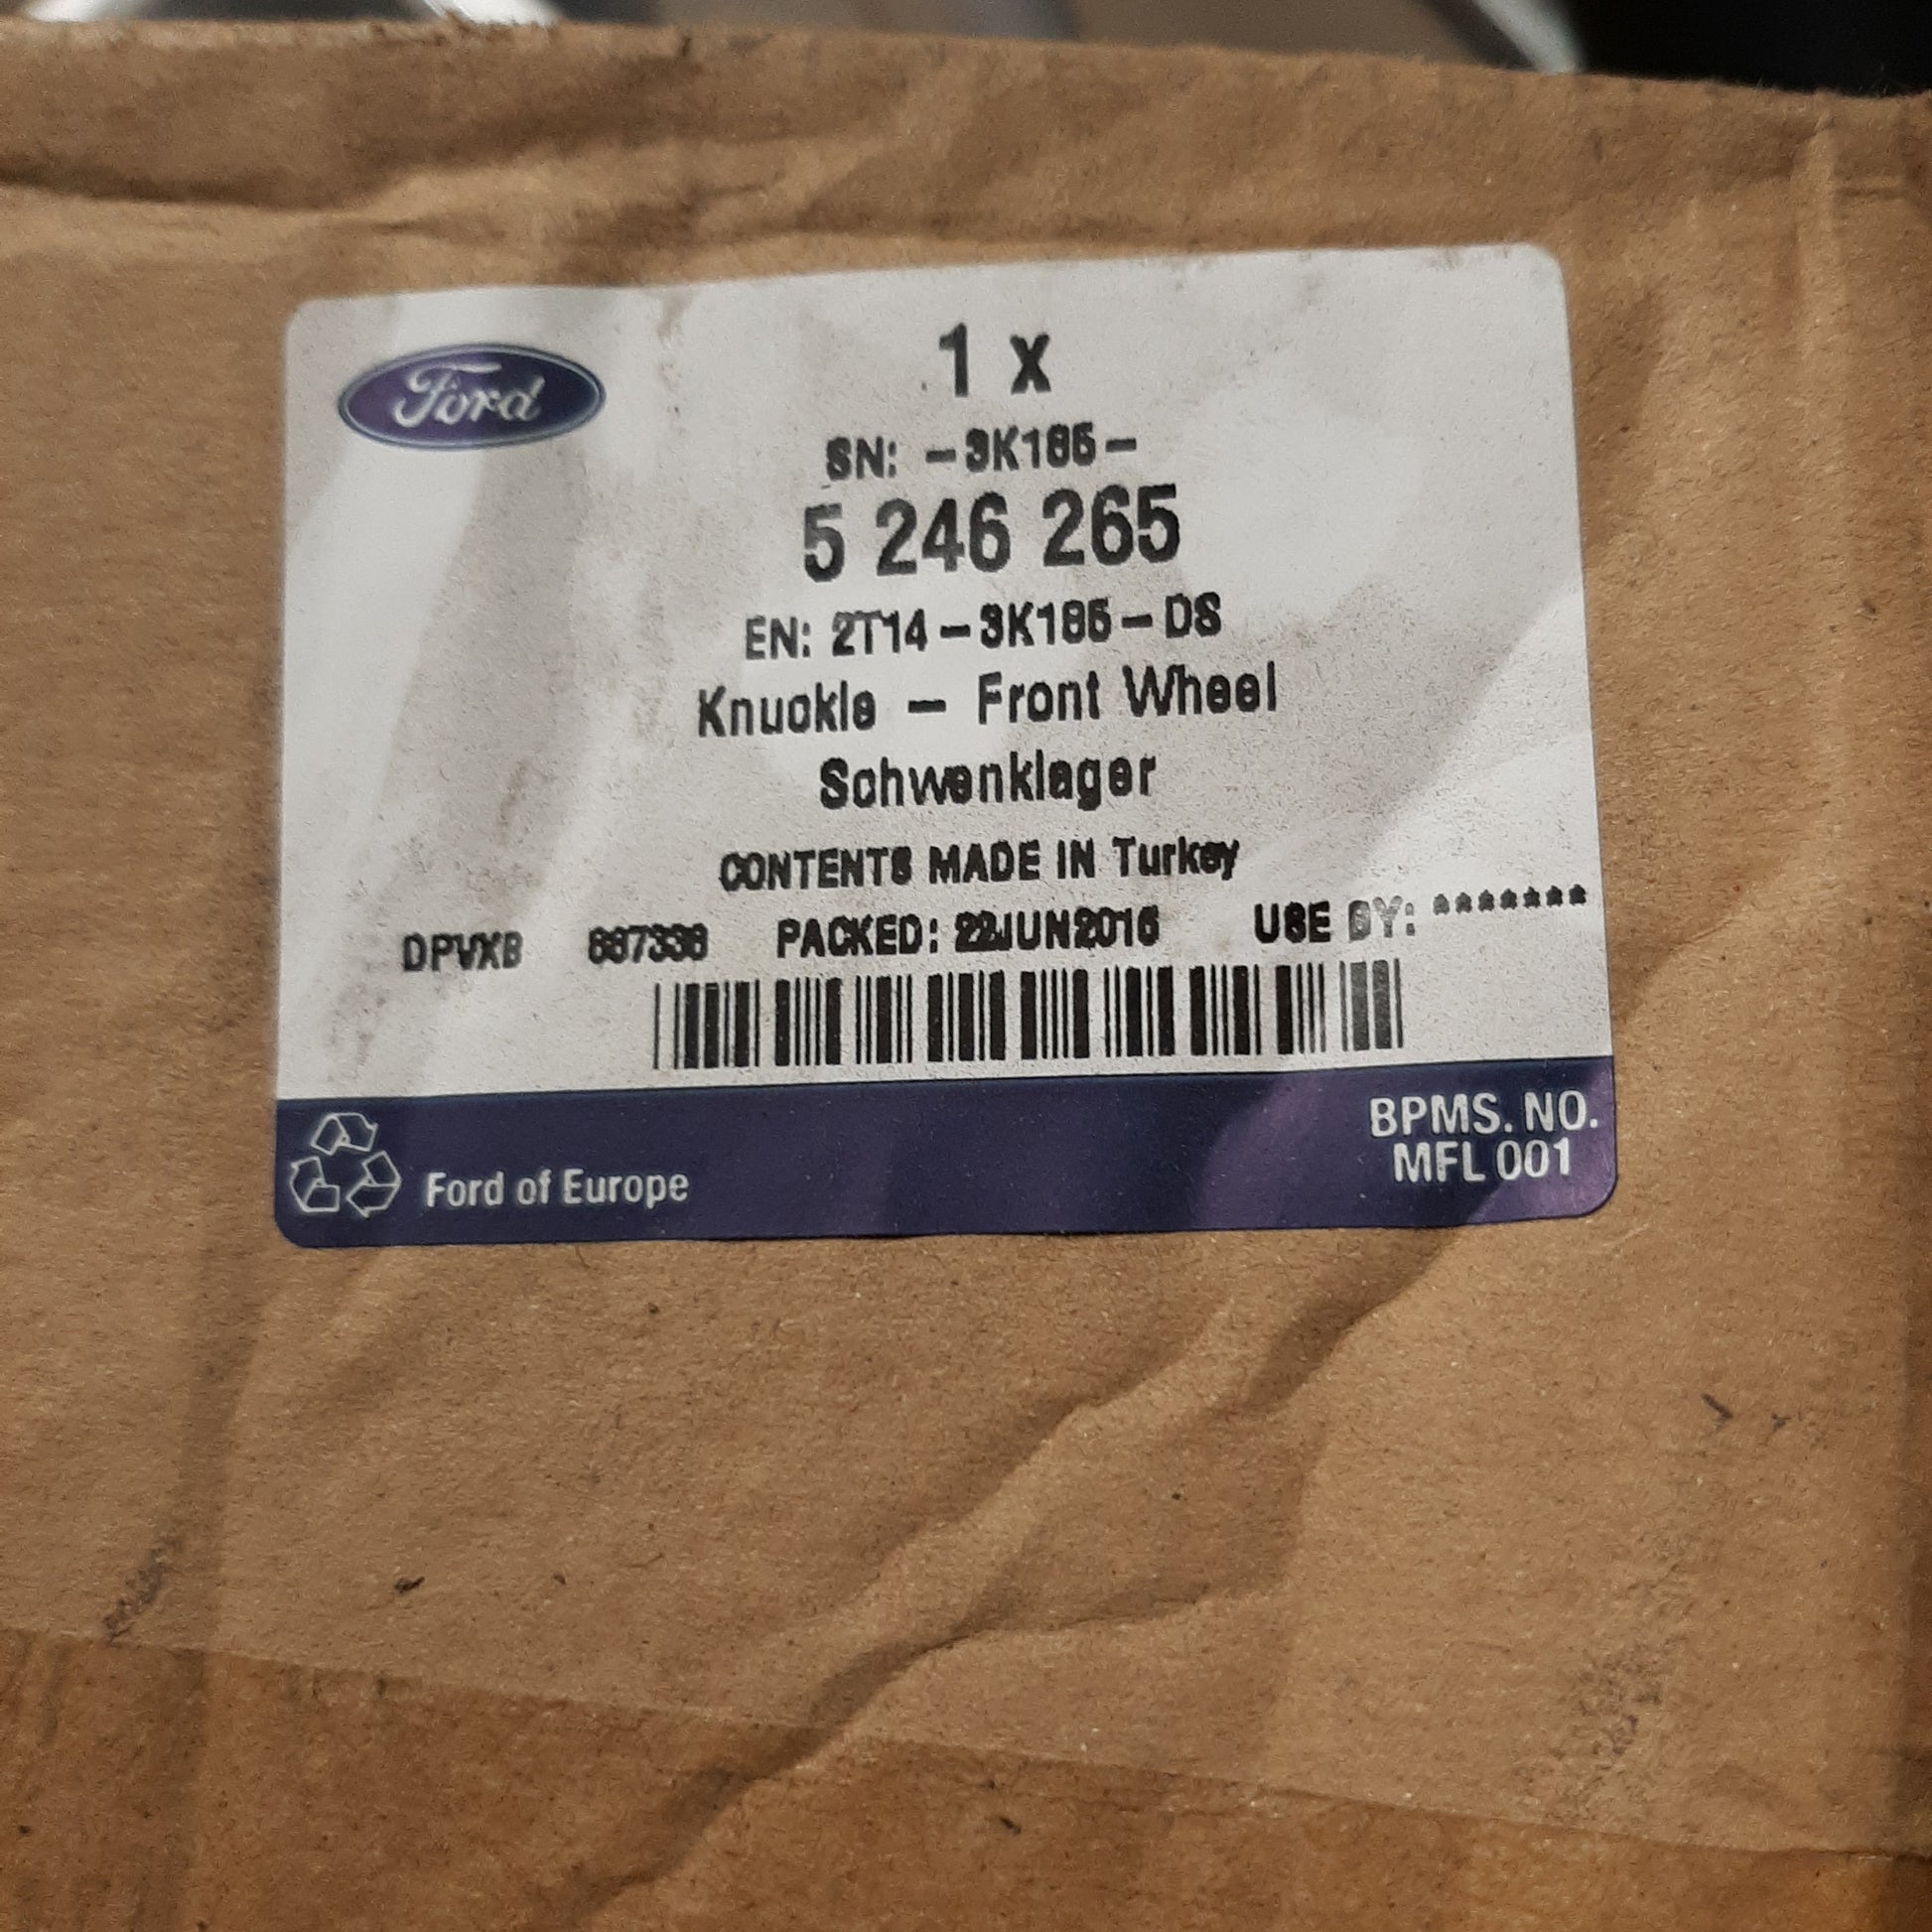 Ford
1 x
SN: -3K185-
5 246 265
EN: 2T14-3K185-DS
Knuckle - Front Wheel
Schwenklager
CONTENTS MADE IN Turkey
DPVXB PACKED: 22JUN2016 USE BY: *******
Ford of Europe
BPMS. NO.
MFL 001